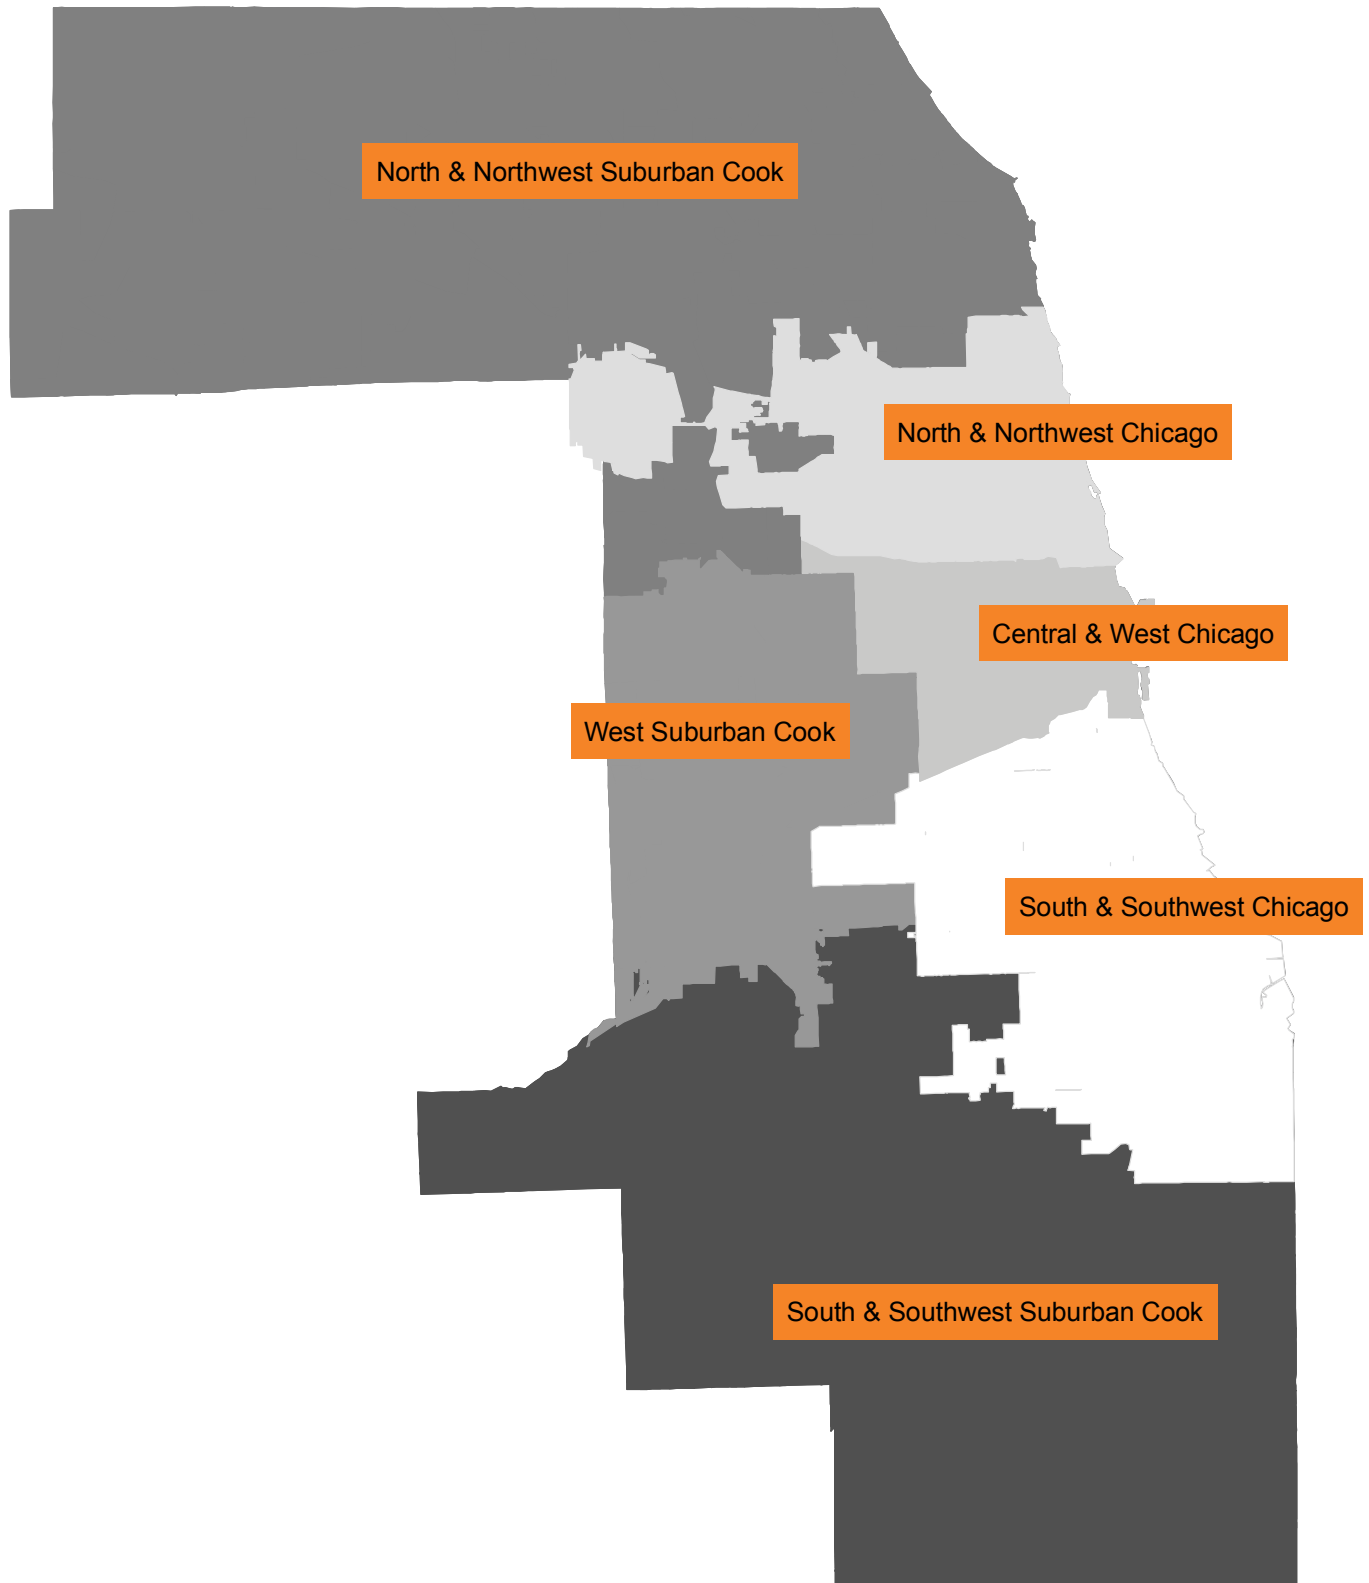 North & Northwest Suburban Cook
North & Northwest Chicago
Central & West Chicago
West Suburban Cook
South & Southwest Chicago
South & Southwest Suburban Cook